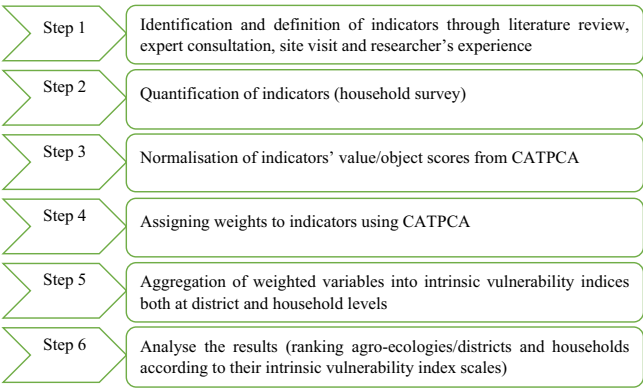 Step 1
Identification and definition of indicators through literature review,
expert consultation, site visit and researcher's experience
Step 2
Quantification of indicators (household survey)
Step 3
Normalisation of indicators' value/object scores from CATPCA
Step 4
Assigning weights to indicators using CATPCA
Step 5
Aggregation of weighted variables into intrinsic vulnerability indices
both at district and household levels
Step 6
Analyse the results (ranking agro-ecologies/districts and households
according to their intrinsic vulnerability index scales)